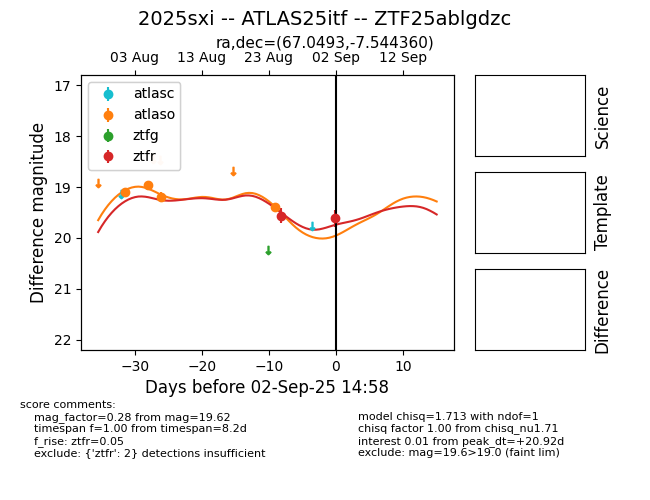 2025sxi -- ATLAS25itf -- ZTF25ablgdzc
ra,dec=(67.0493,-7.544360)
03 Aug 13 Aug 23 Aug 02 Sep 12 Sep
17
18
19
20
21
22
Difference magnitude
atlasc
atlaso
ztfg
ztfr
−30 −20 −10 0 10
Days before 02-Sep-25 14:58
Science
Template
Difference
score comments:
mag_factor=0.28 from mag=19.62
timespan f=1.00 from timespan=8.2d
f_rise: ztfr=0.05
exclude: {'ztfr': 2} detections insufficient
model chisq=1.713 with ndof=1
chisq factor 1.00 from chisq_nu1.71
interest 0.01 from peak_dt=+20.92d
exclude: mag=19.6>19.0 (faint lim)